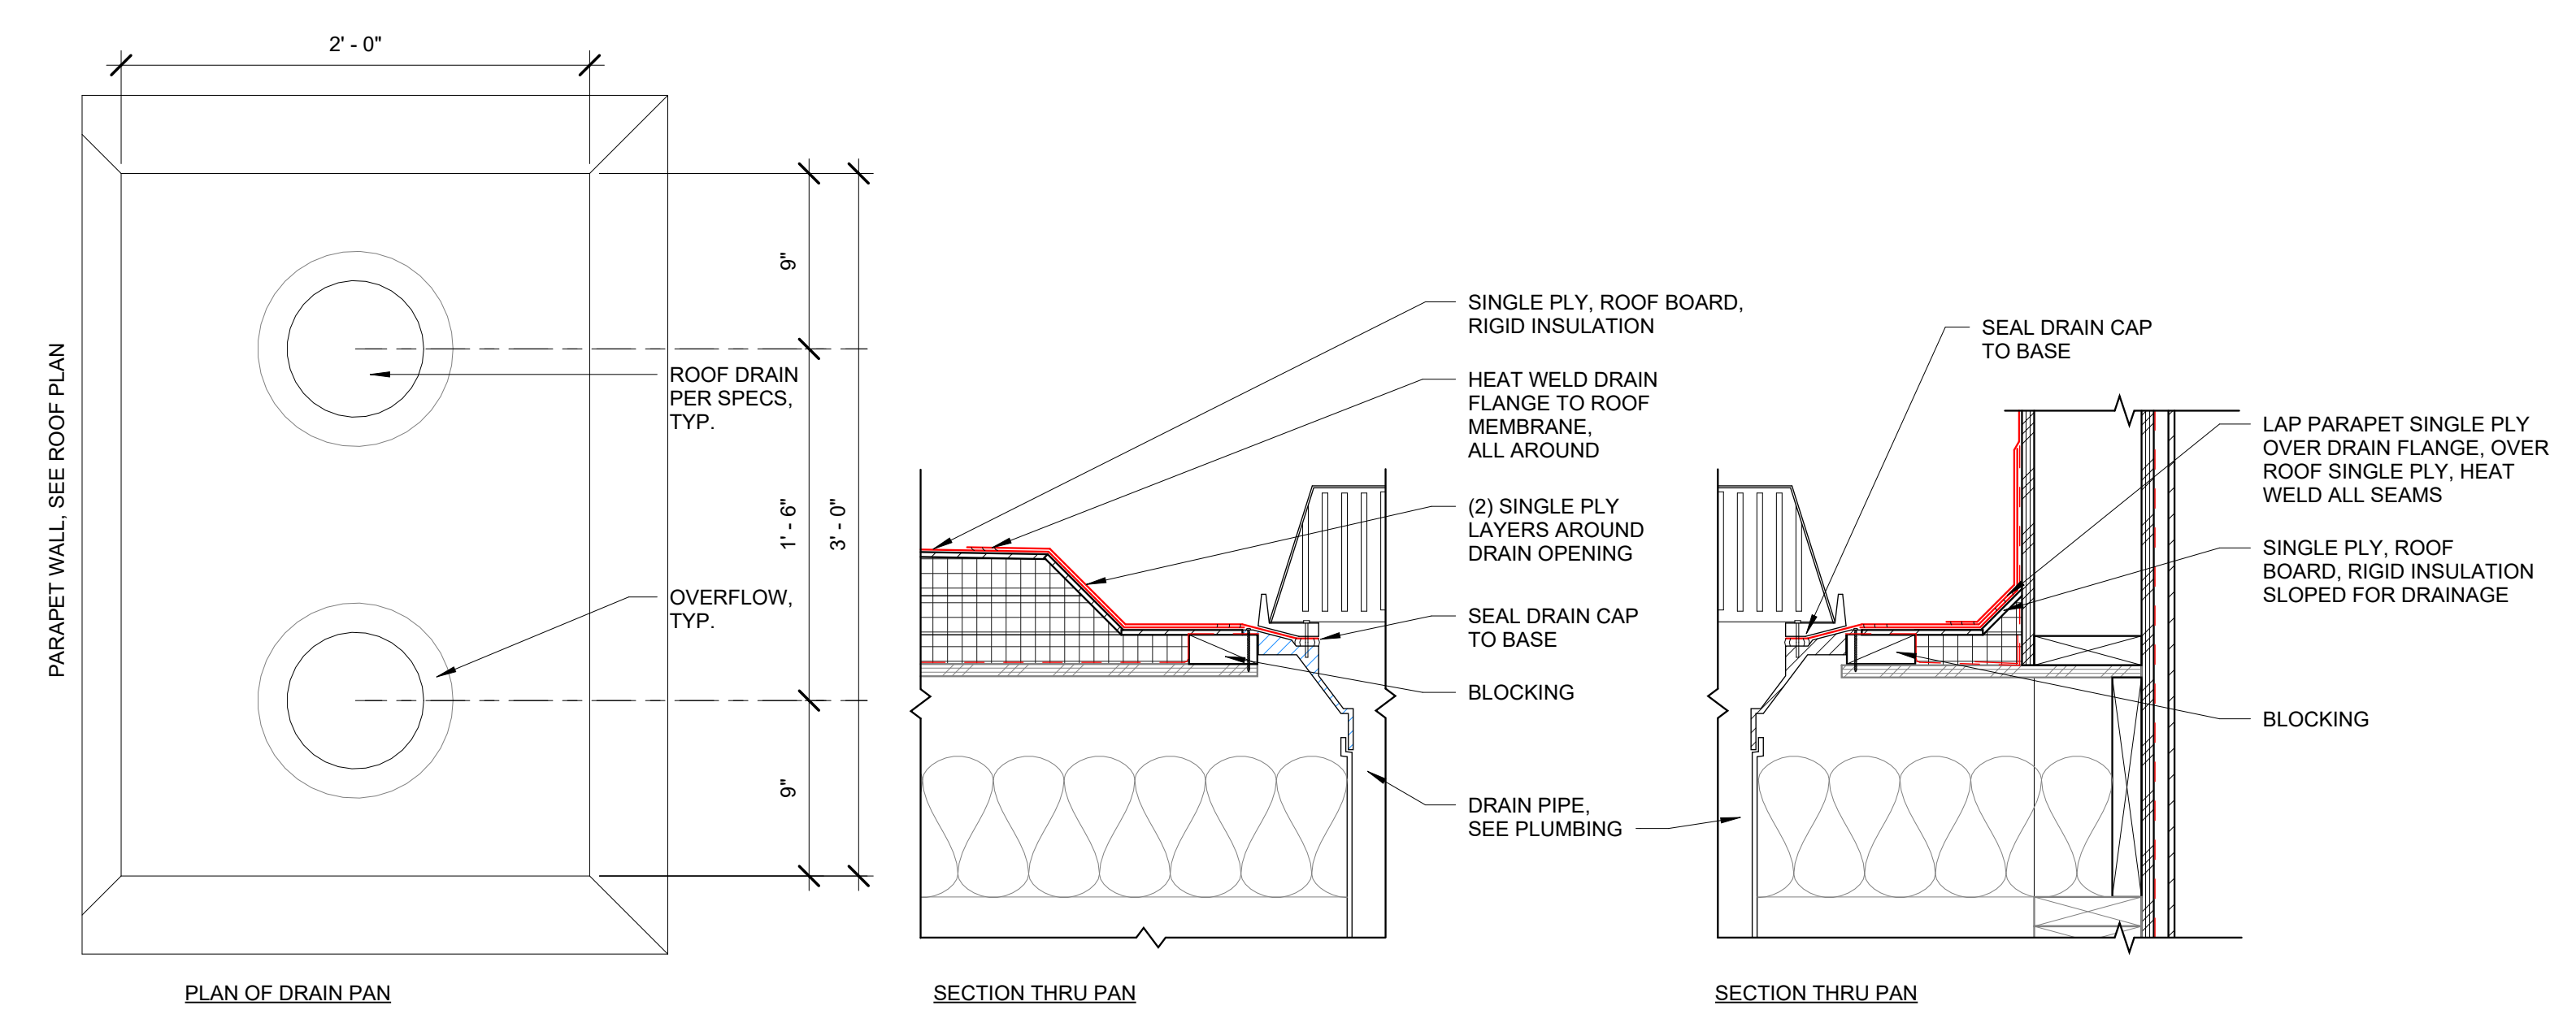 2' - 0"
PARAPET WALL, SEE ROOF PLAN
9"
1' - 6"
3' - 0"
9"
ROOF DRAIN
PER SPECS,
TYP.
OVERFLOW,
TYP.
PLAN OF DRAIN PAN
SINGLE PLY, ROOF BOARD,
RIGID INSULATION
HEAT WELD DRAIN
FLANGE TO ROOF
MEMBRANE,
ALL AROUND
(2) SINGLE PLY
LAYERS AROUND
DRAIN OPENING
SEAL DRAIN CAP
TO BASE
BLOCKING
DRAIN PIPE,
SEE PLUMBING
SECTION THRU PAN
SEAL DRAIN CAP
TO BASE
LAP PARAPET SINGLE PLY
OVER DRAIN FLANGE, OVER
ROOF SINGLE PLY, HEAT
WELD ALL SEAMS
SINGLE PLY, ROOF
BOARD, RIGID INSULATION
SLOPED FOR DRAINAGE
BLOCKING
SECTION THRU PAN